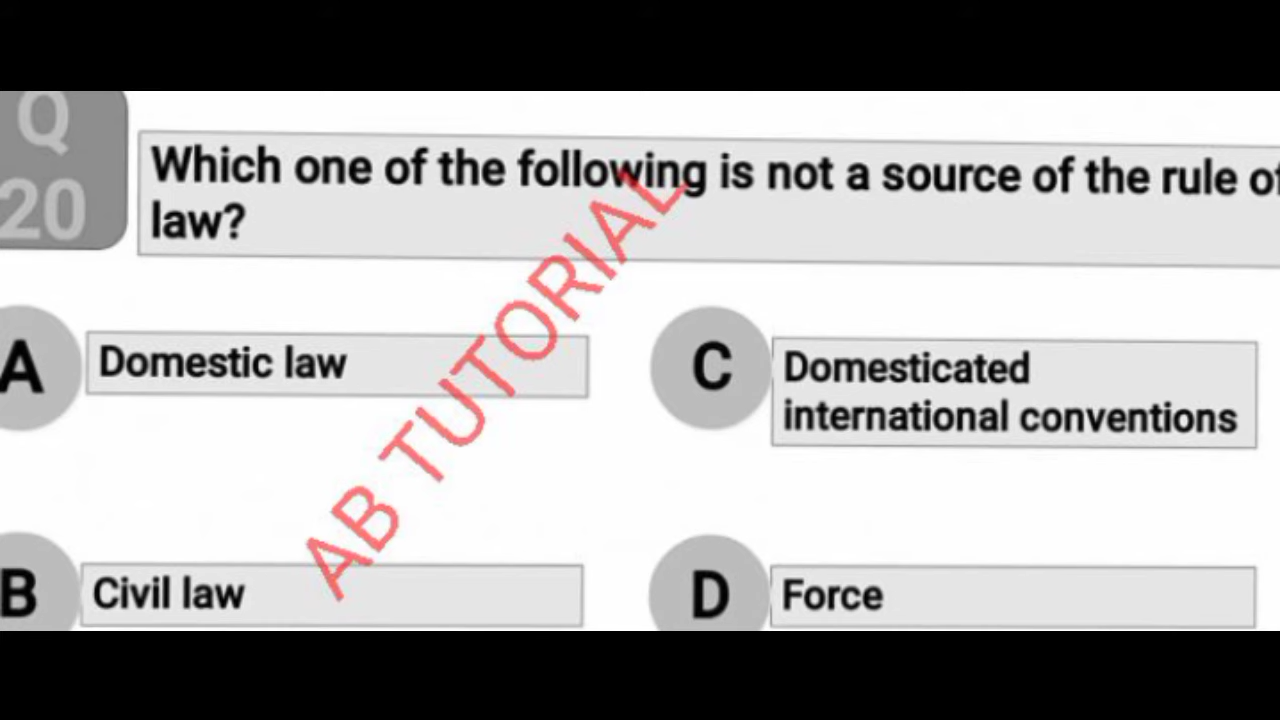 Q
20
Which one of the following is not a source of the rule of
law?
A
Domestic law
C
Domesticated
international conventions
B
Civil law
D
Force
AB TUTORIAL